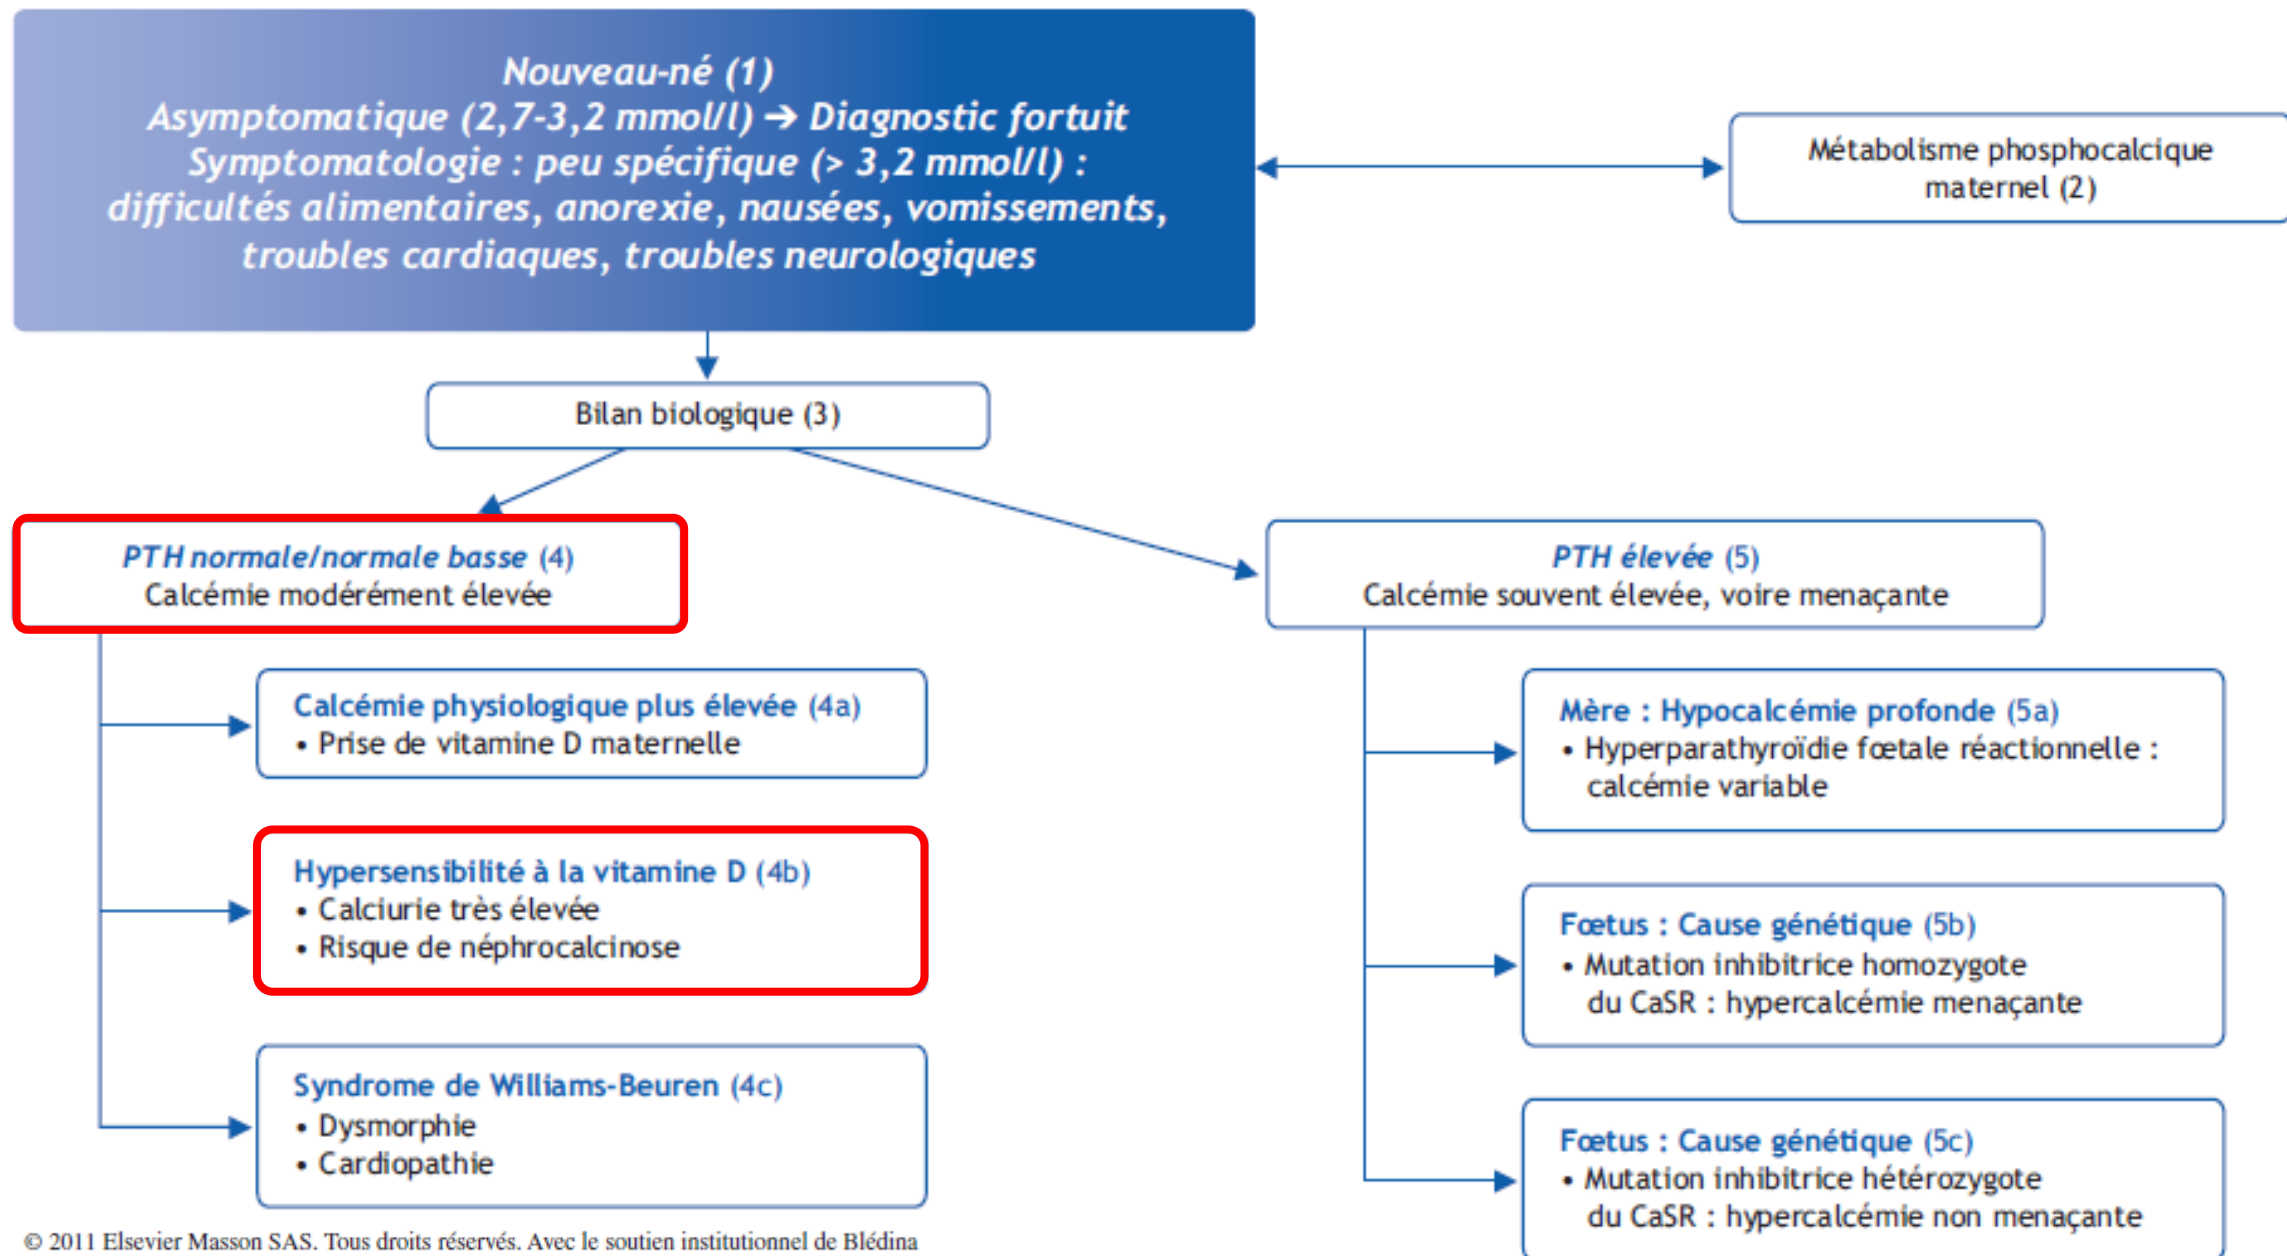 Nouveau-né (1)
Asymptomatique (2,7-3,2 mmol/l) ➔ Diagnostic fortuit
Symptomatologie : peu spécifique (> 3,2 mmol/l) :
difficultés alimentaires, anorexie, nausées, vomissements,
troubles cardiaques, troubles neurologiques
Métabolisme phosphocalcique
maternel (2)
Bilan biologique (3)
PTH normale/normale basse (4)
Calcémie modérément élevée
PTH élevée (5)
Calcémie souvent élevée, voire menaçante
Calcémie physiologique plus élevée (4a)
• Prise de vitamine D maternelle
Hypersensibilité à la vitamine D (4b)
• Calciurie très élevée
• Risque de néphrocalcinose
Syndrome de Williams-Beuren (4c)
• Dysmorphie
• Cardiopathie
Mère : Hypocalcémie profonde (5a)
• Hyperparathyroïdie fœtale réactionnelle :
calcémie variable
Fœtus : Cause génétique (5b)
• Mutation inhibitrice homozygote
du CaSR : hypercalcémie menaçante
Fœtus : Cause génétique (5c)
• Mutation inhibitrice hétérozygote
du CaSR : hypercalcémie non menaçante
© 2011 Elsevier Masson SAS. Tous droits réservés. Avec le soutien institutionnel de Blédina